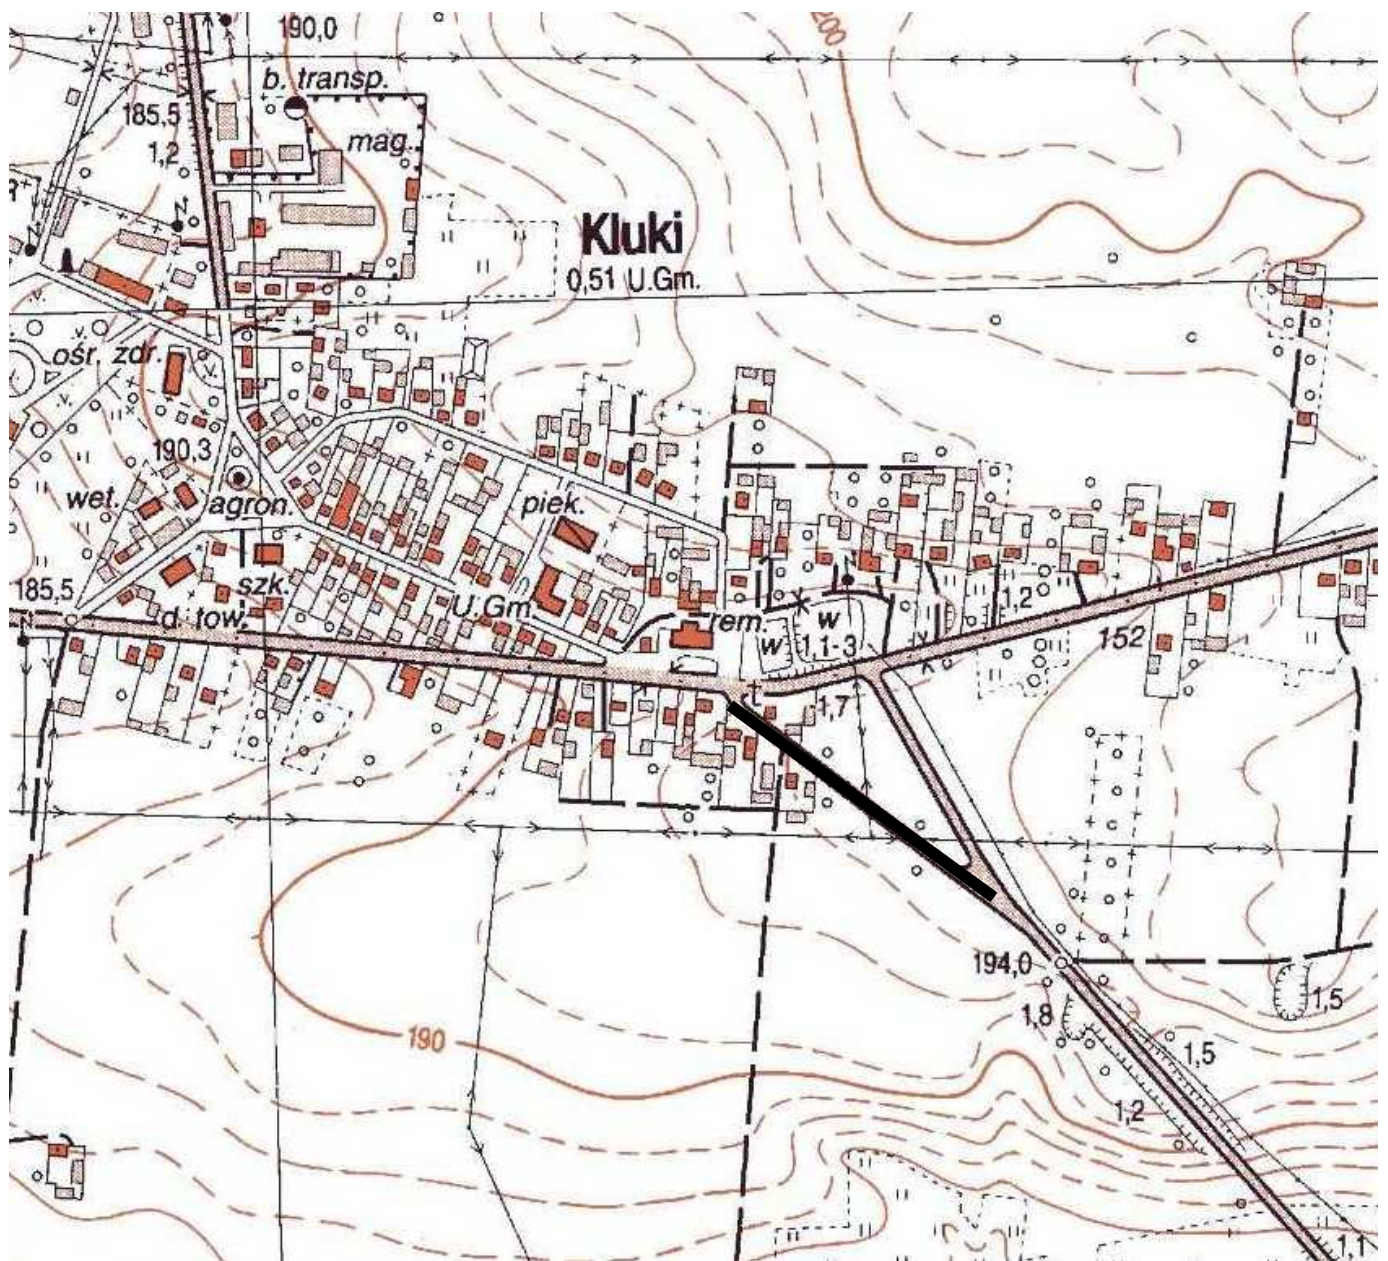 190,0
200
b. transp.
185,5
mag.
1,2
Kluki
0,51 U.Gm.
ośr. zdr.
190,3
wet.
agron.
piek.
185,5
szk.
U.Gm.
d. tow.
rem.
w
w
1,1-3
1,2
152
1,7
194,0
1,8
1,5
190
1,5
1,2
1,1